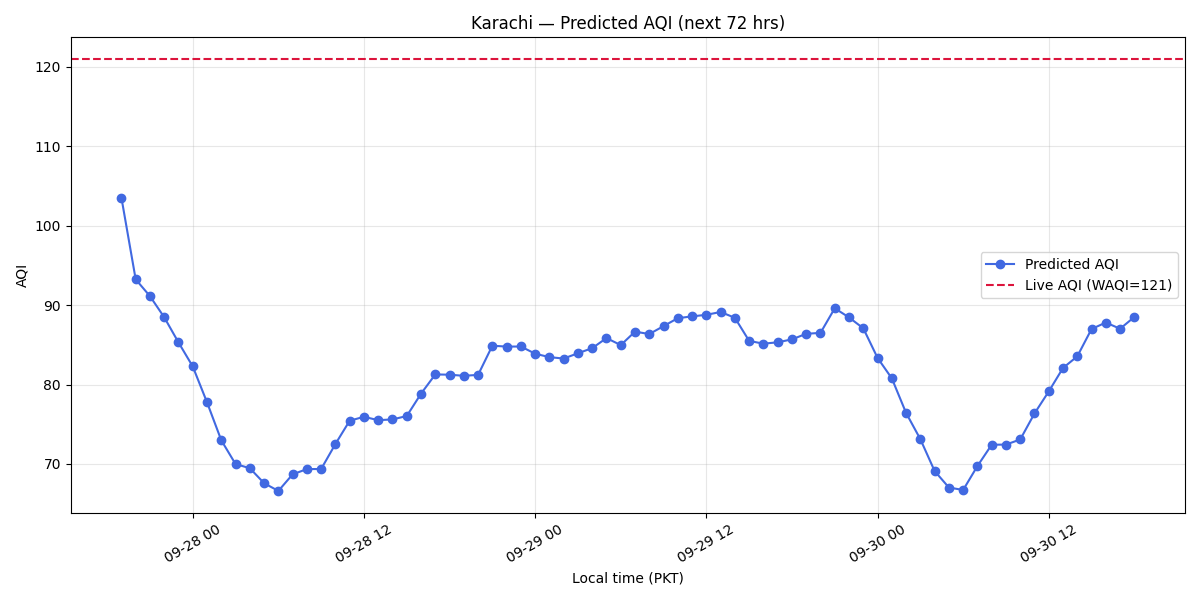 Karachi — Predicted AQI (next 72 hrs)
120
110
100
90
80
70
AQI
Predicted AQI
Live AQI (WAQI=121)
09-28 00
09-28 12
09-29 00
09-29 12
09-30 00
09-30 12
Local time (PKT)